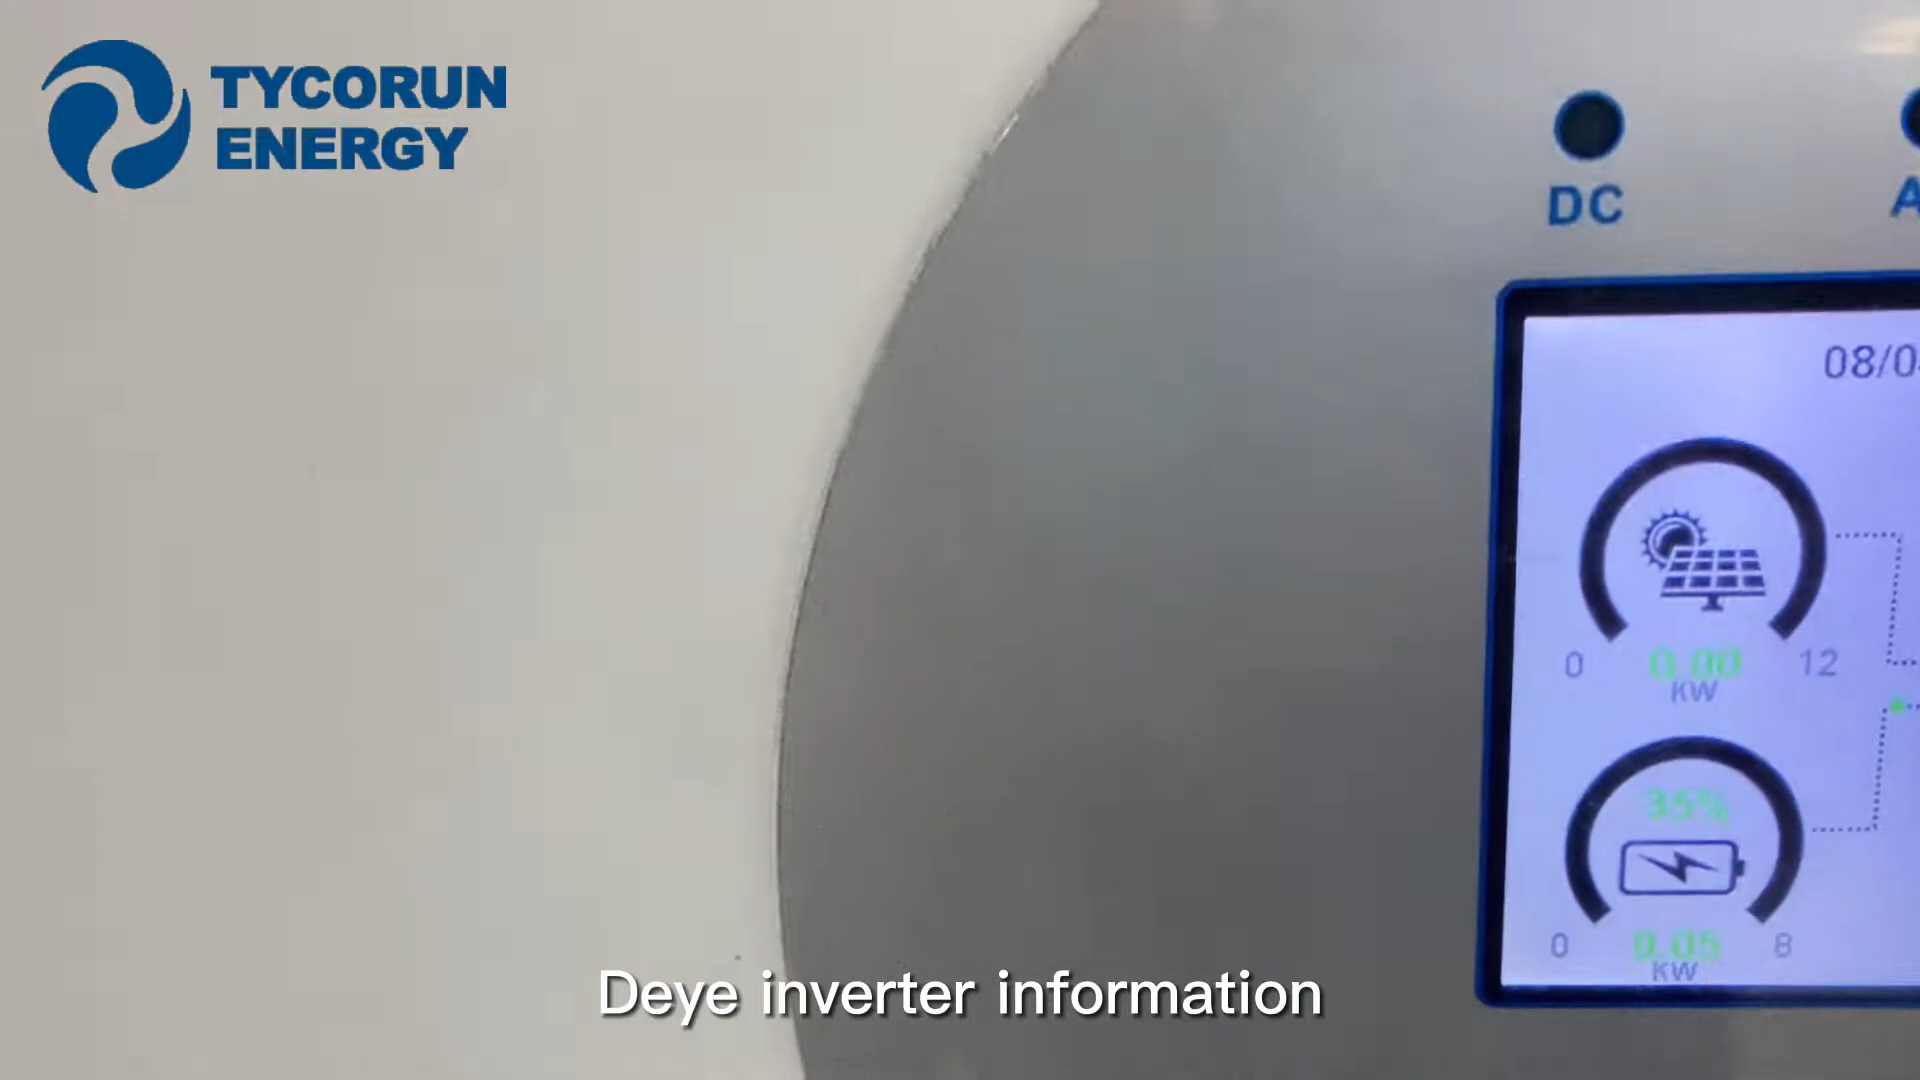 TYCORUN
ENERGY
DC
08/0
0 0.00 12
KW
35%
0 0.05 8
KW
Deye inverter information